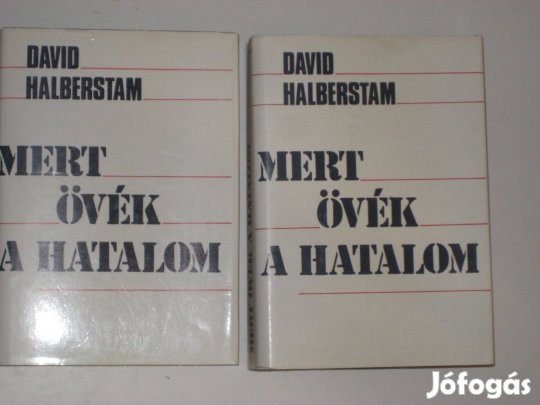 DAVID
HALBERSTAM
MERT
ÖVÉK
A HATALOM
DAVID
HALBERSTAM
MERT
ÖVÉK
A HATALOM
Jófogás